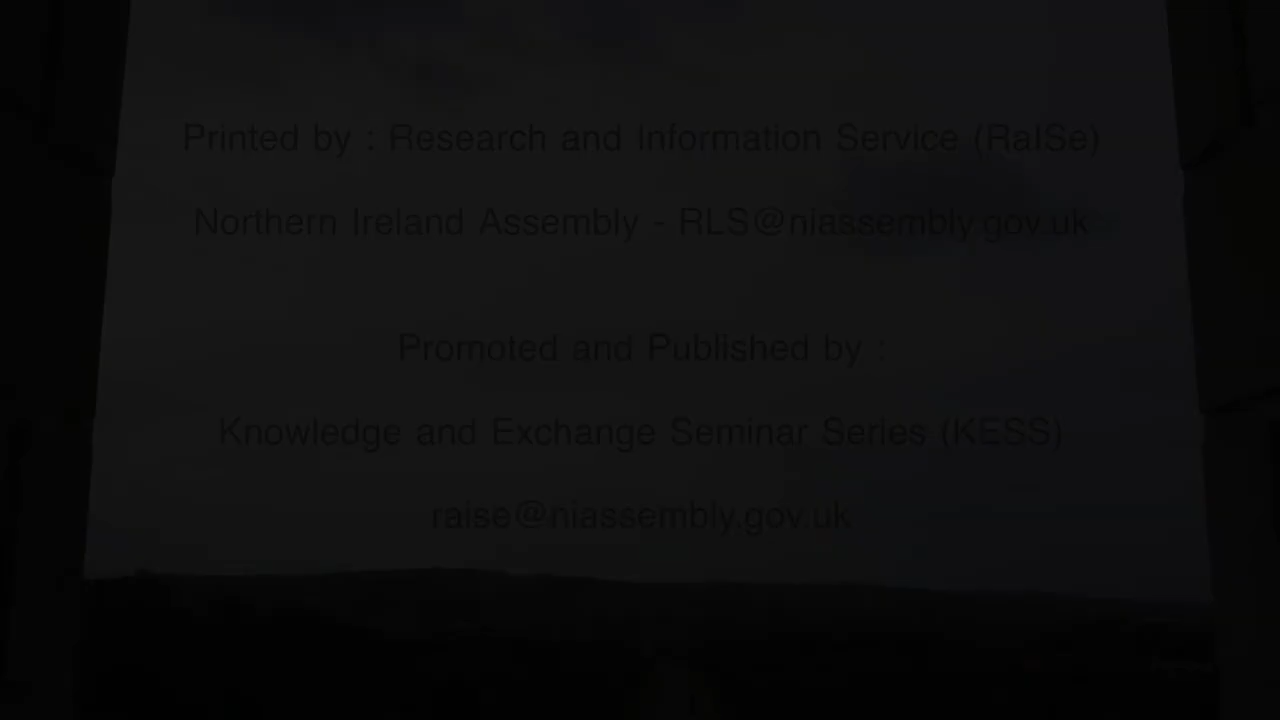 Printed by : Research and Information Service (RaISe)
Northern Ireland Assembly - RLS@niassembly.gov.uk
Promoted and Published by :
Knowledge and Exchange Seminar Series (KESS)
raise@niassembly.gov.uk